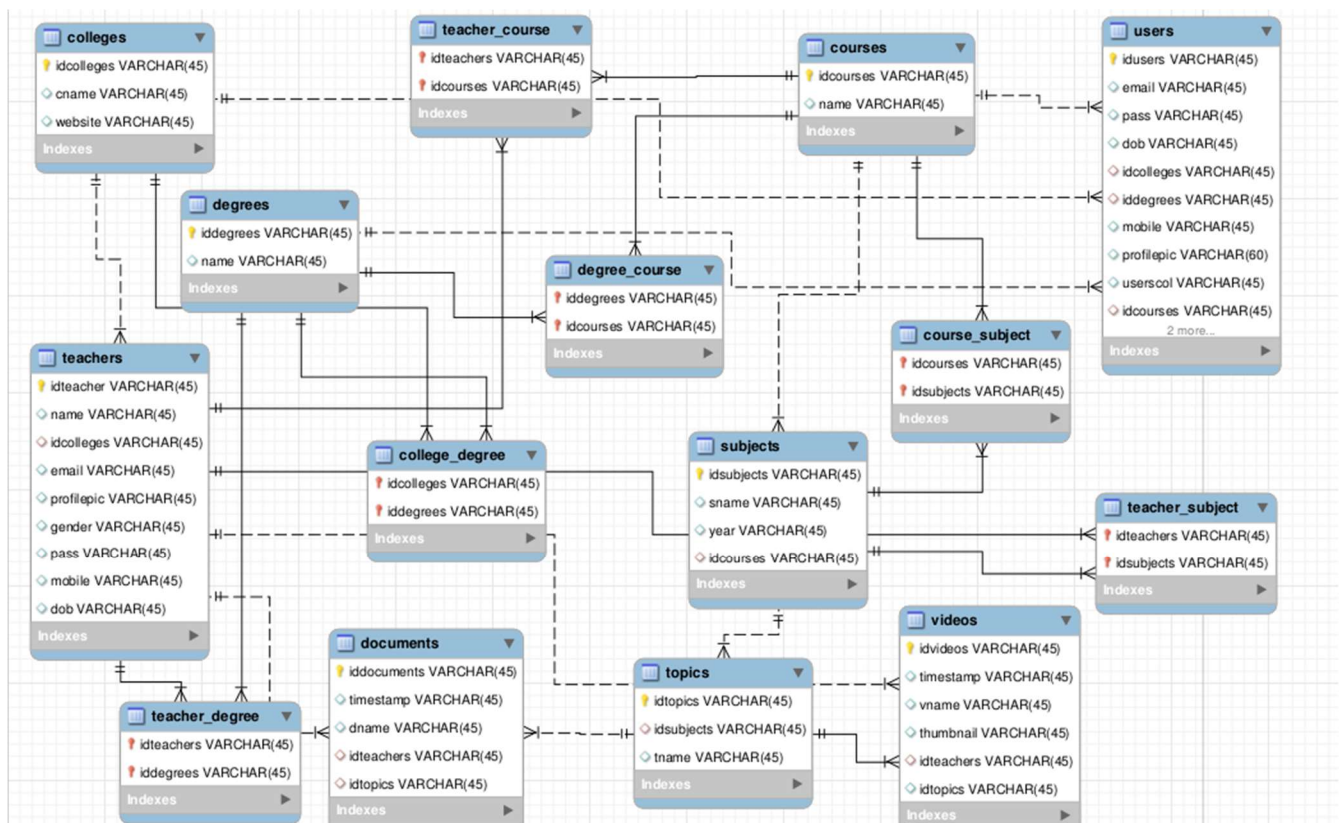 colleges
idcolleges VARCHAR(45)
cname VARCHAR(45)
website VARCHAR(45)
Indexes
teacher_course
idteachers VARCHAR(45)
idcourses VARCHAR(45)
Indexes
courses
idcourses VARCHAR(45)
name VARCHAR(45)
Indexes
users
idusers VARCHAR(45)
email VARCHAR(45)
pass VARCHAR(45)
dob VARCHAR(45)
idcolleges VARCHAR(45)
iddegrees VARCHAR(45)
mobile VARCHAR(45)
profilepic VARCHAR(60)
userscol VARCHAR(45)
idcourses VARCHAR(45)
2 more...
Indexes
degrees
iddegrees VARCHAR(45)
name VARCHAR(45)
Indexes
degree_course
iddegrees VARCHAR(45)
idcourses VARCHAR(45)
Indexes
course_subject
idcourses VARCHAR(45)
idsubjects VARCHAR(45)
Indexes
teachers
idteacher VARCHAR(45)
name VARCHAR(45)
idcolleges VARCHAR(45)
email VARCHAR(45)
profilepic VARCHAR(45)
gender VARCHAR(45)
pass VARCHAR(45)
mobile VARCHAR(45)
dob VARCHAR(45)
Indexes
college_degree
idcolleges VARCHAR(45)
iddegrees VARCHAR(45)
Indexes
subjects
idsubjects VARCHAR(45)
sname VARCHAR(45)
year VARCHAR(45)
idcourses VARCHAR(45)
Indexes
teacher_subject
idteachers VARCHAR(45)
idsubjects VARCHAR(45)
Indexes
teacher_degree
idteachers VARCHAR(45)
iddegrees VARCHAR(45)
Indexes
documents
iddocuments VARCHAR(45)
timestamp VARCHAR(45)
dname VARCHAR(45)
idteachers VARCHAR(45)
idtopics VARCHAR(45)
Indexes
topics
idtopics VARCHAR(45)
idsubjects VARCHAR(45)
tname VARCHAR(45)
Indexes
videos
idvideos VARCHAR(45)
timestamp VARCHAR(45)
vname VARCHAR(45)
thumbnail VARCHAR(45)
idteachers VARCHAR(45)
idtopics VARCHAR(45)
Indexes